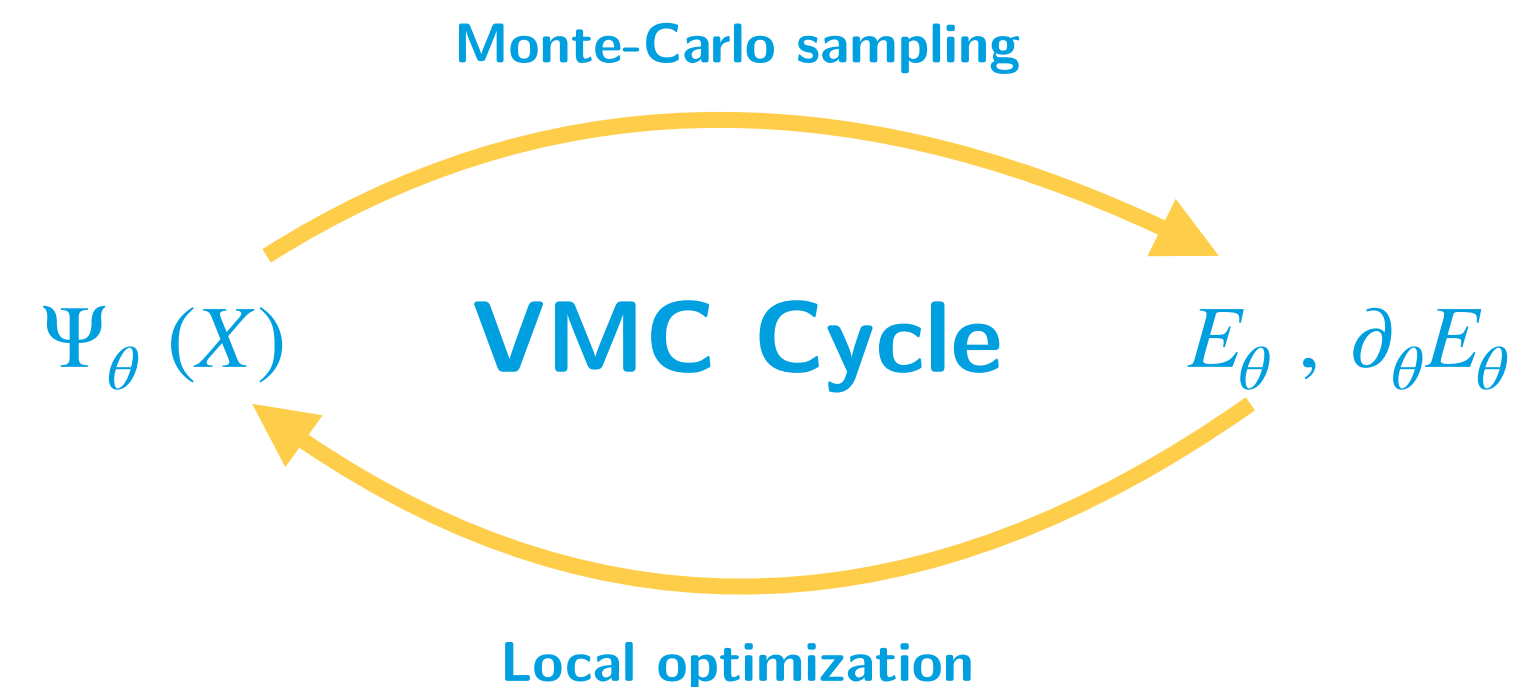 Monte-Carlo sampling
Ψ_θ (X)
VMC Cycle
E_θ , ∂_θE_θ
Local optimization